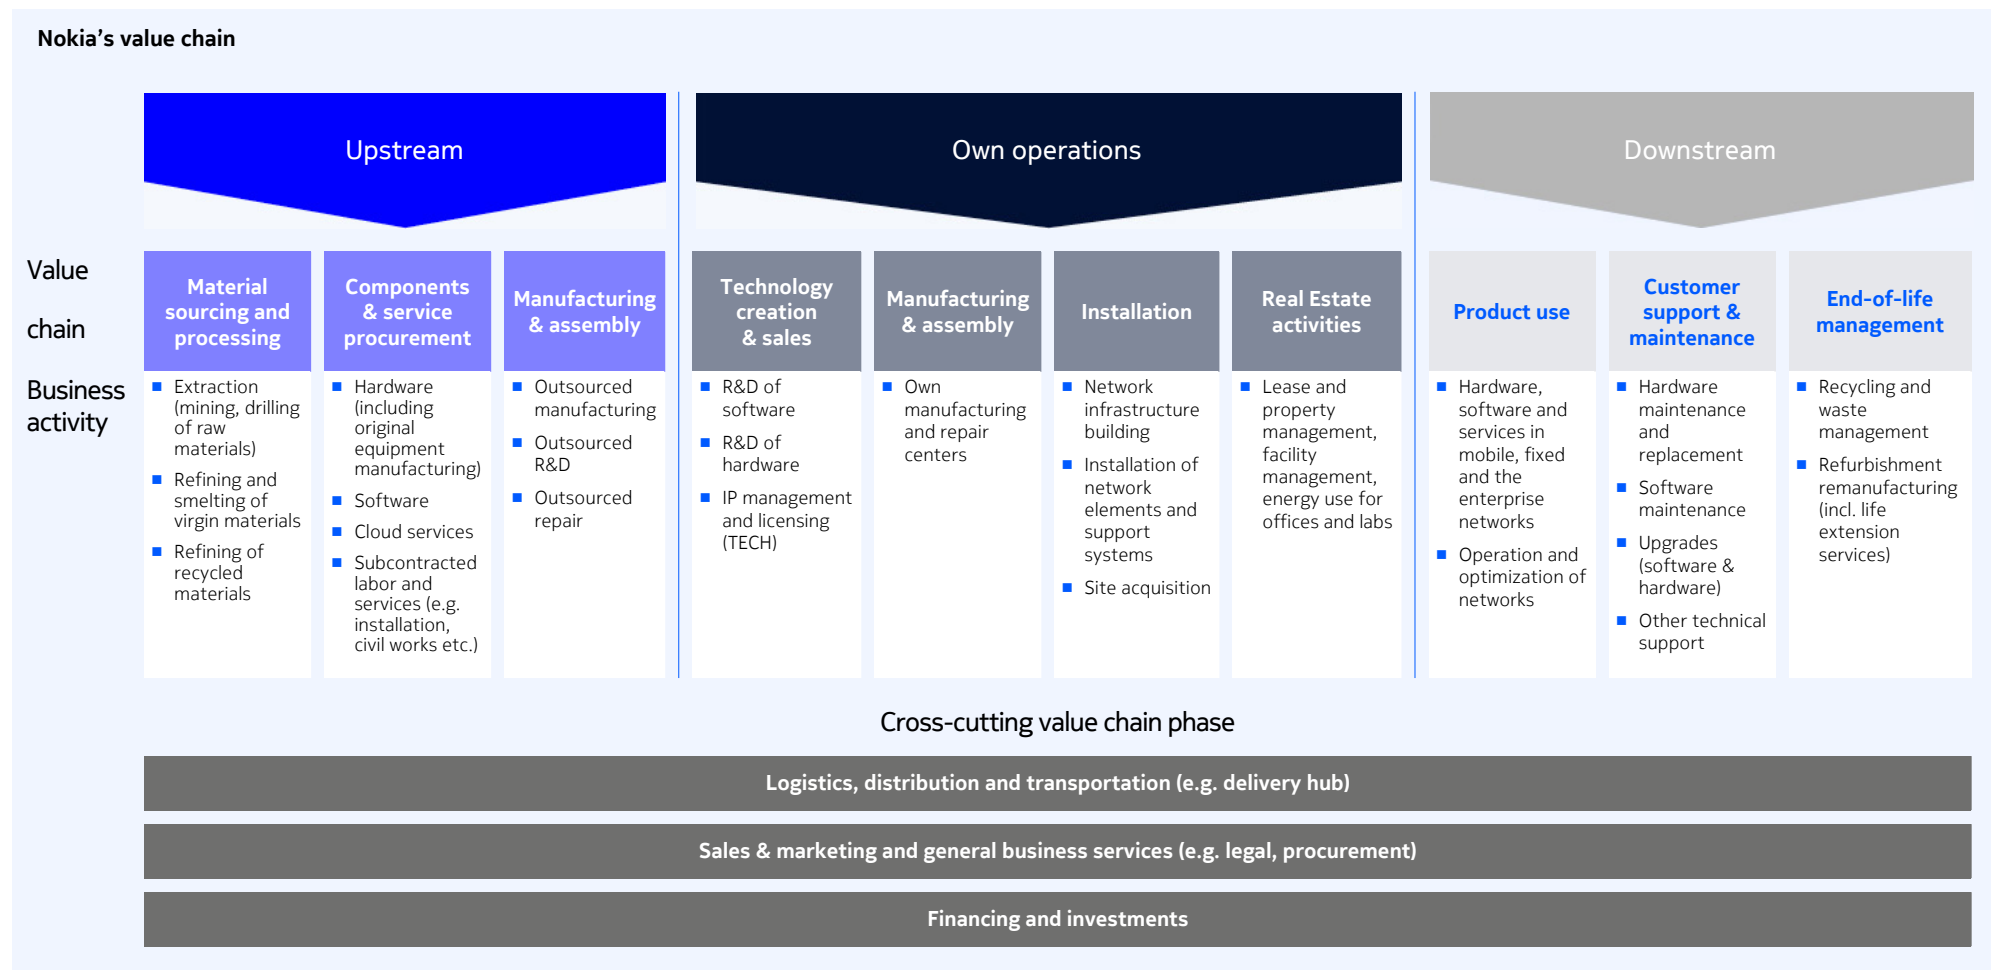 Nokia’s value chain
Upstream
Own operations
Downstream
Value
chain
Business
activity
Material
sourcing and
processing
Extraction
(mining, drilling
of raw
materials)
Refining and
smelting of
virgin materials
Refining of
recycled
materials
Components
& service
procurement
Hardware
(including
original
equipment
manufacturing)
Software
Cloud services
Subcontracted
labor and
services (e.g.
installation,
civil works etc.)
Manufacturing
& assembly
Outsourced
manufacturing
Outsourced
R&D
Outsourced
repair
Technology
creation
& sales
R&D of
software
R&D of
hardware
IP management
and licensing
(TECH)
Manufacturing
& assembly
Own
manufacturing
and repair
centers
Installation
Network
infrastructure
building
Installation of
network
elements and
support
systems
Site acquisition
Real Estate
activities
Lease and
property
management,
facility
management,
energy use for
offices and labs
Product use
Hardware,
software and
services in
mobile, fixed
and the
enterprise
networks
Operation and
optimization of
networks
Customer
support &
maintenance
Hardware
maintenance
and
replacement
Software
maintenance
Upgrades
(software &
hardware)
Other technical
support
End-of-life
management
Recycling and
waste
management
Refurbishment
remanufacturing
(incl. life
extension
services)
Cross-cutting value chain phase
Logistics, distribution and transportation (e.g. delivery hub)
Sales & marketing and general business services (e.g. legal, procurement)
Financing and investments